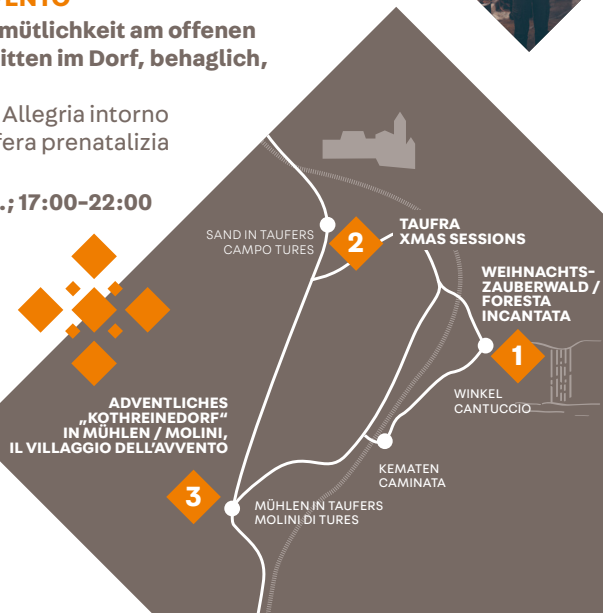 mütlichkeit am offenen
itten im Dorf, behaglich,
Allegria intorno
fera prenatalizia
.; 17:00–22:00
SAND IN TAUFERS
CAMPO TURES
2
TAUFRA
XMAS SESSIONS
WEIHNACHTS-
ZAUBERWALD /
FORESTA
INCANTATA
1
WINKEL
CANTUCCIO
ADVENTLICHES
„KOTHREINEDORF“
IN MÜHLEN / MOLINI,
IL VILLAGGIO DELL’AVVENTO
3
KEMATEN
CAMINATA
MÜHLEN IN TAUFERS
MOLINI DI TURES